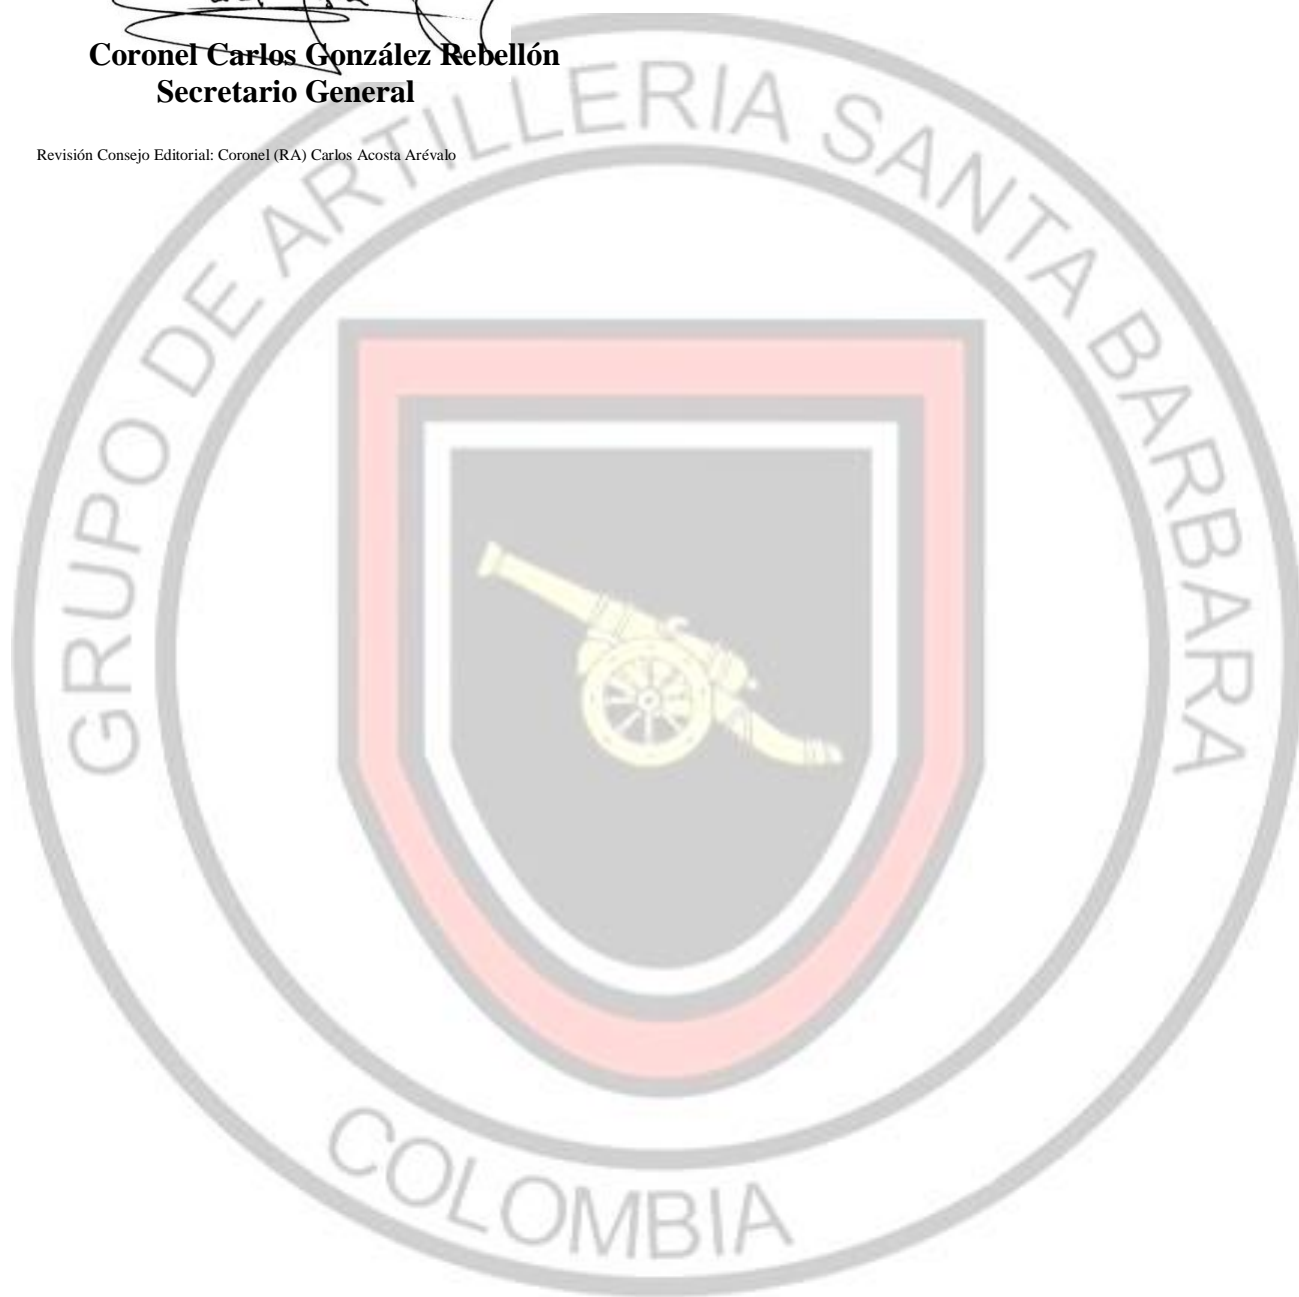 Coronel Carlos González Rebellón
Secretario General
Revisión Consejo Editorial: Coronel (RA) Carlos Acosta Arévalo
GRUPO DE ARTILLERIA SANTA BARBARA
COLOMBIA